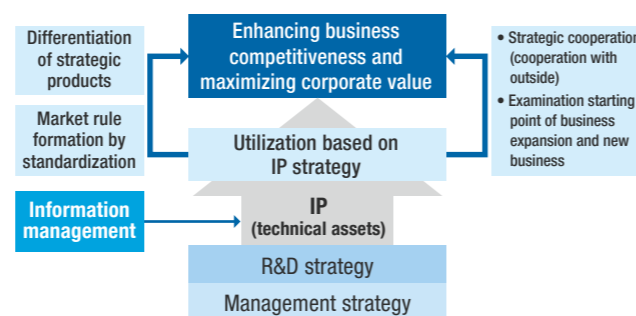 Differentiation
of strategic
products
Market rule
formation by
standardization
Information
management
Enhancing business
competitiveness and
maximizing corporate value
Utilization based on
IP strategy
IP
(technical assets)
R&D strategy
Management strategy
• Strategic cooperation
(cooperation with
outside)
• Examination starting
point of business
expansion and new
business